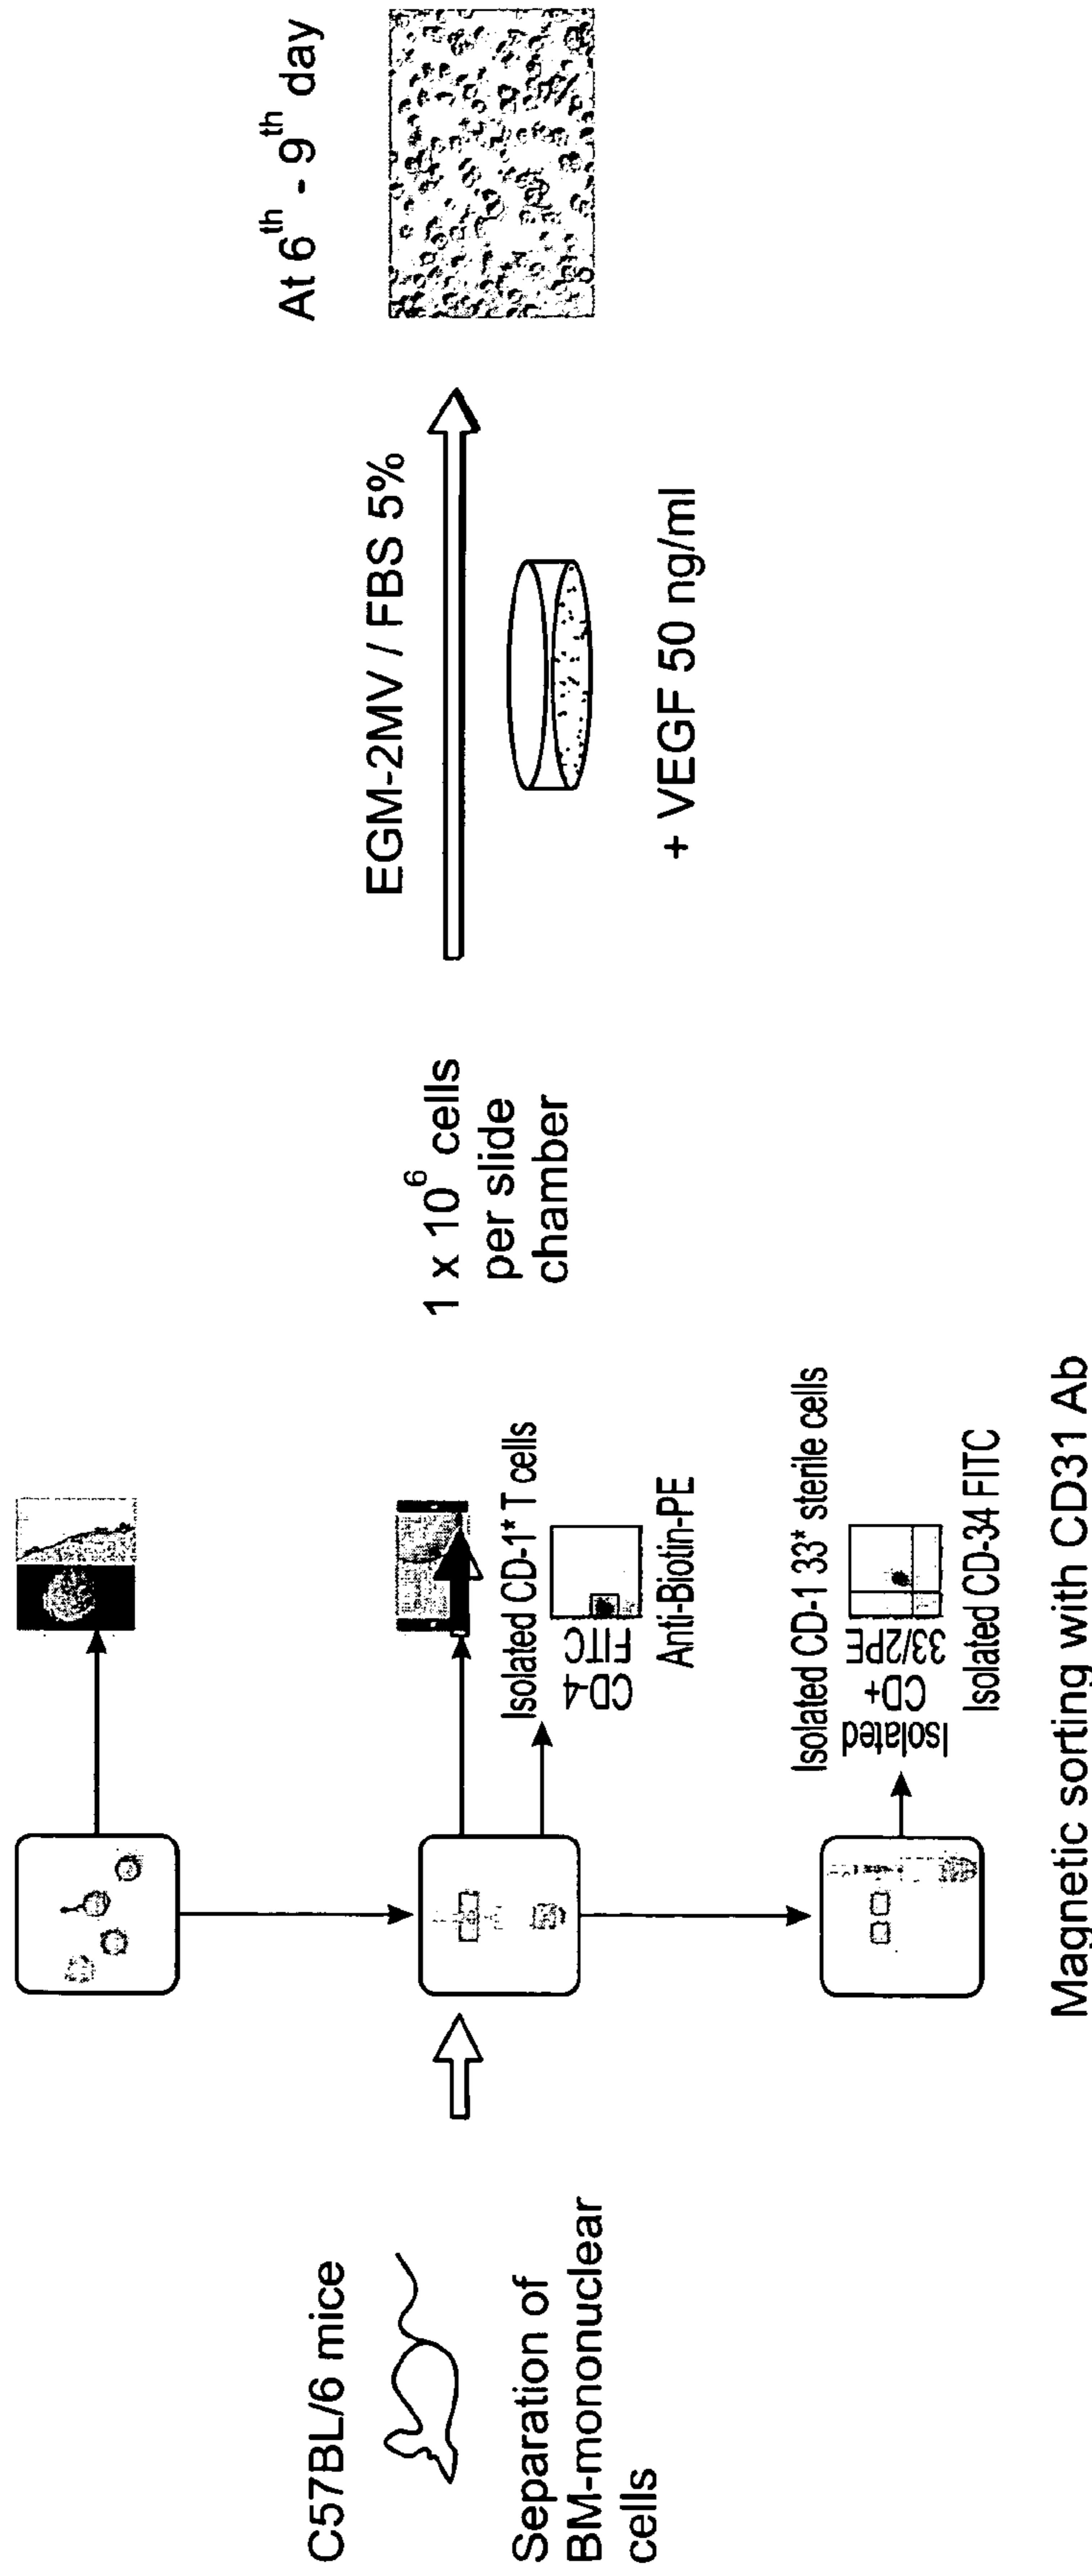 C57BL/6 mice
Separation of
BM-mononuclear
cells
Isolated CD-1* T cells
CD-4
FITC
Anti-Biotin-PE
Isolated CD-1 33* sterile cells
Isolated
CD+
33/2PE
Isolated CD-34 FITC
Magnetic sorting with CD31 Ab
1 x 10⁶ cells
per slide
chamber
EGM-2MV / FBS 5%
+ VEGF 50 ng/ml
At 6ᵗʰ - 9ᵗʰ day